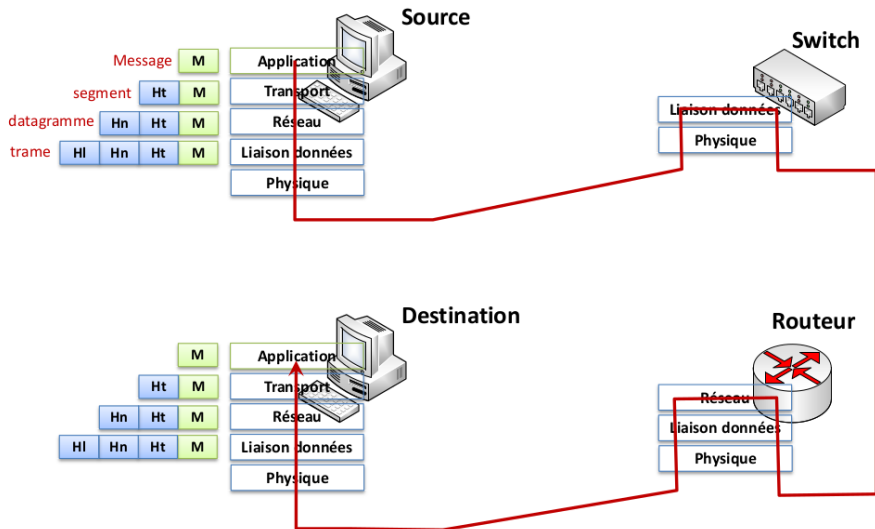 Source
Switch
Message M Application
segment Ht M Transport
datagramme Hn Ht M Réseau
trame Hl Hn Ht M Liaison données
Physique
Liaison données
Physique
Destination
Routeur
M Application
Ht M Transport
Hn Ht M Réseau
Hl Hn Ht M Liaison données
Physique
Réseau
Liaison données
Physique